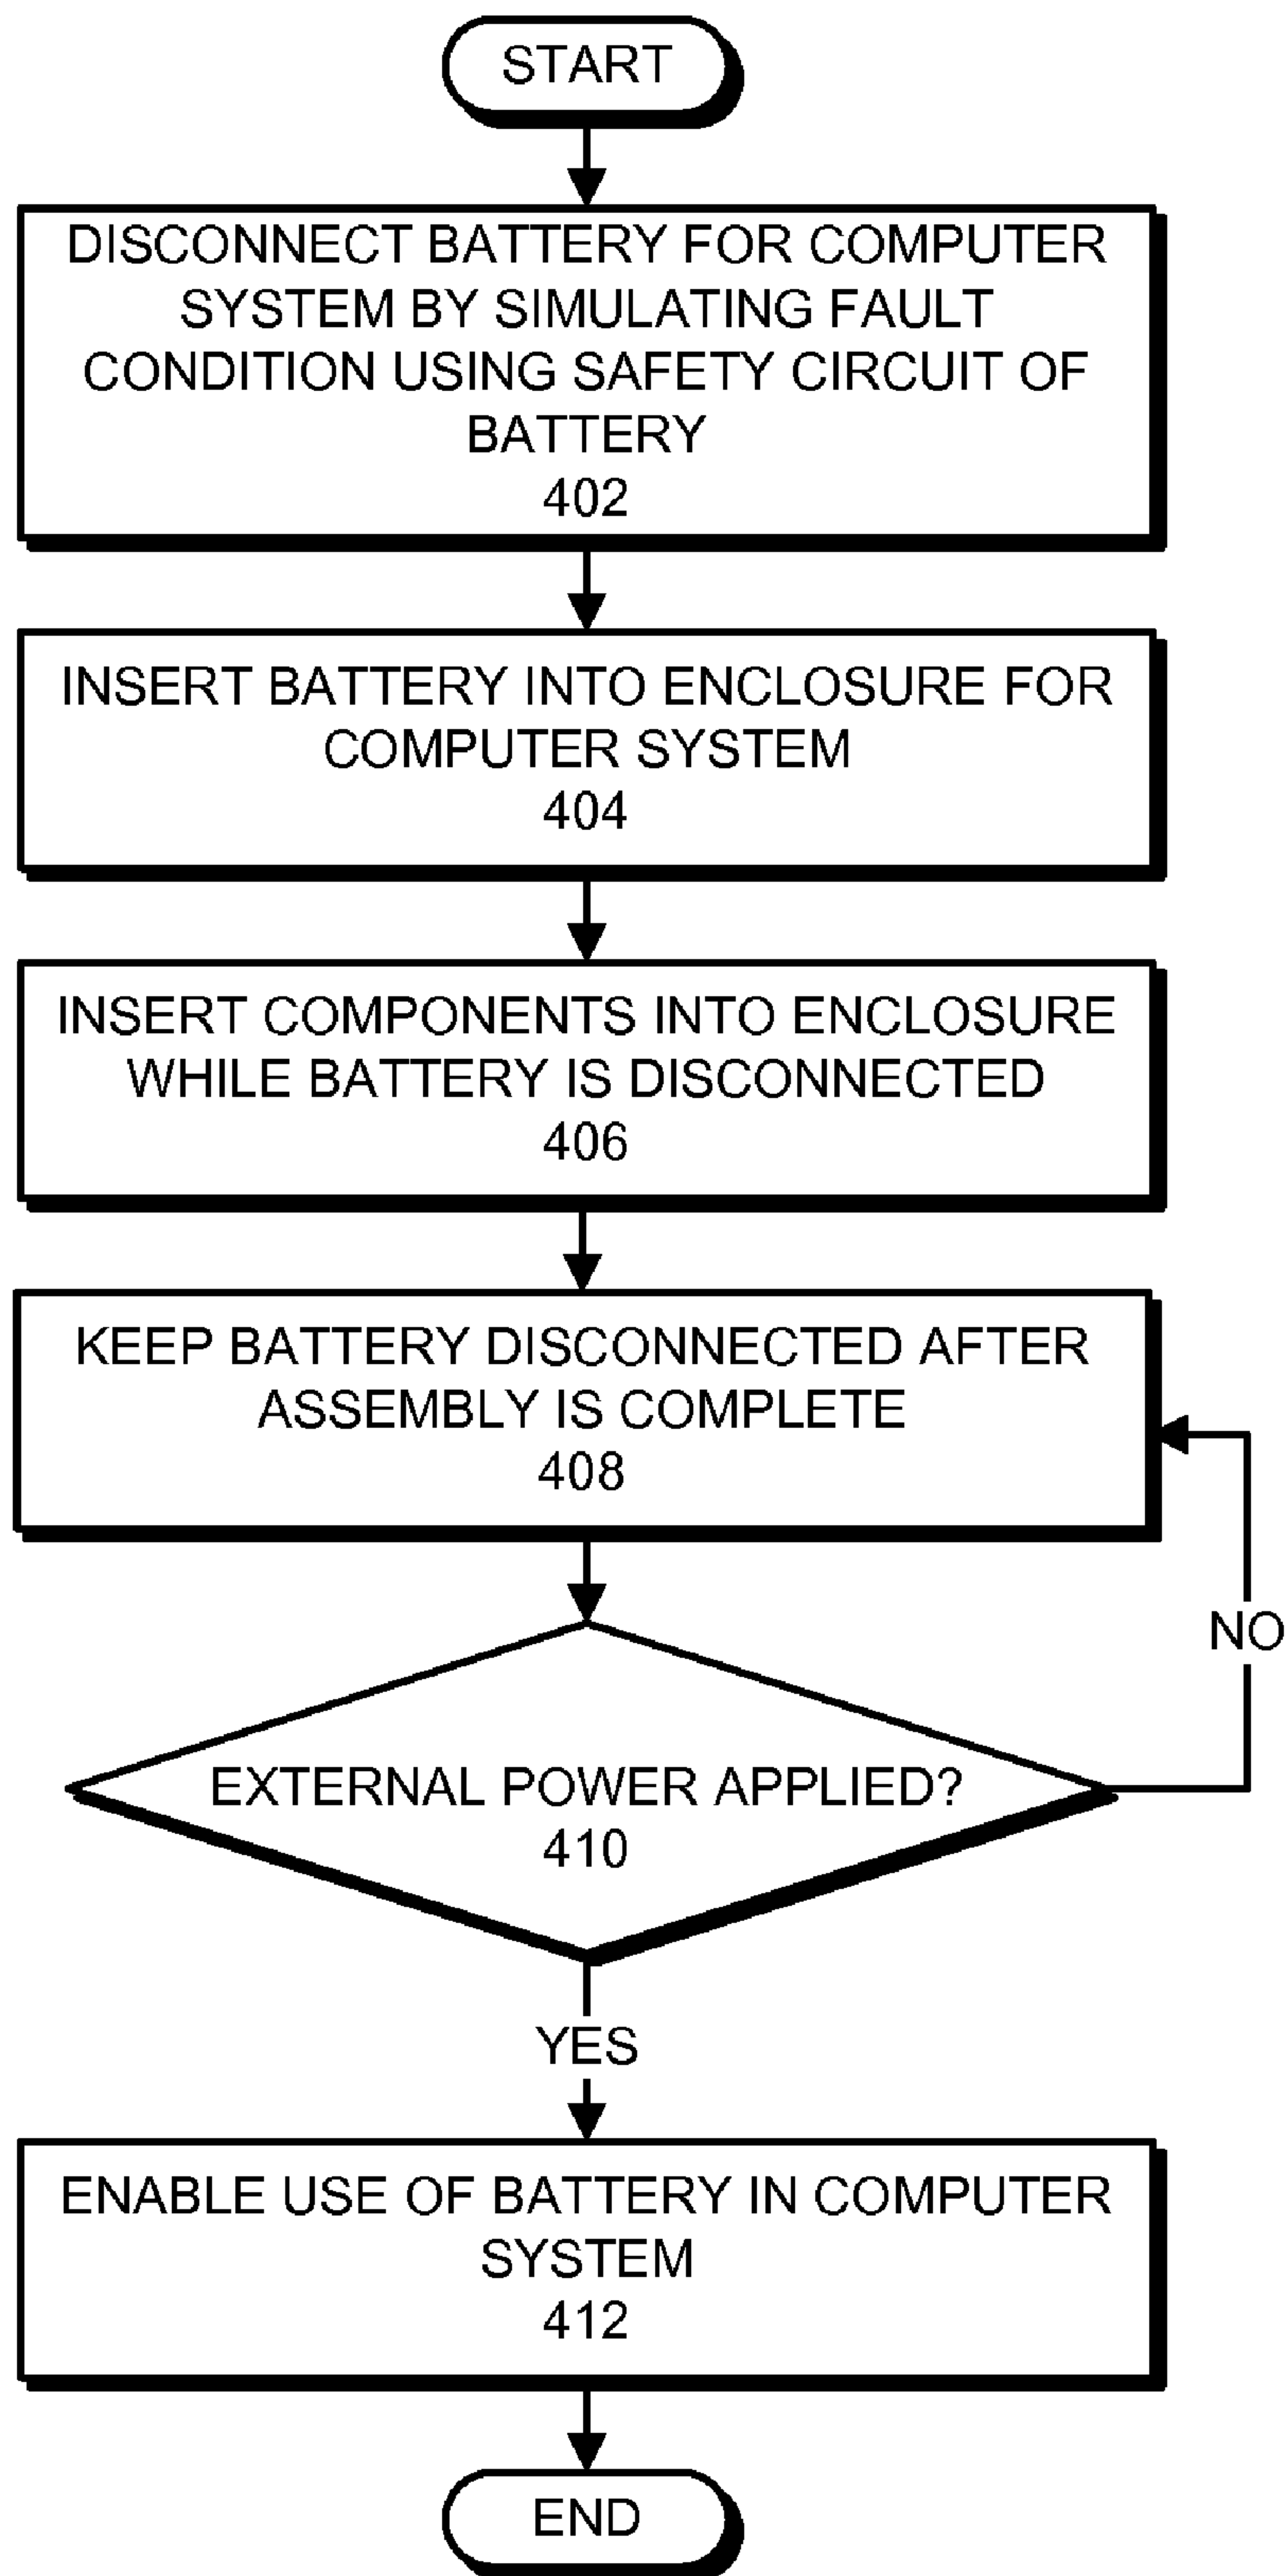 START
DISCONNECT BATTERY FOR COMPUTER
SYSTEM BY SIMULATING FAULT
CONDITION USING SAFETY CIRCUIT OF
BATTERY
402
INSERT BATTERY INTO ENCLOSURE FOR
COMPUTER SYSTEM
404
INSERT COMPONENTS INTO ENCLOSURE
WHILE BATTERY IS DISCONNECTED
406
KEEP BATTERY DISCONNECTED AFTER
ASSEMBLY IS COMPLETE
408
NO
EXTERNAL POWER APPLIED?
410
YES
ENABLE USE OF BATTERY IN COMPUTER
SYSTEM
412
END